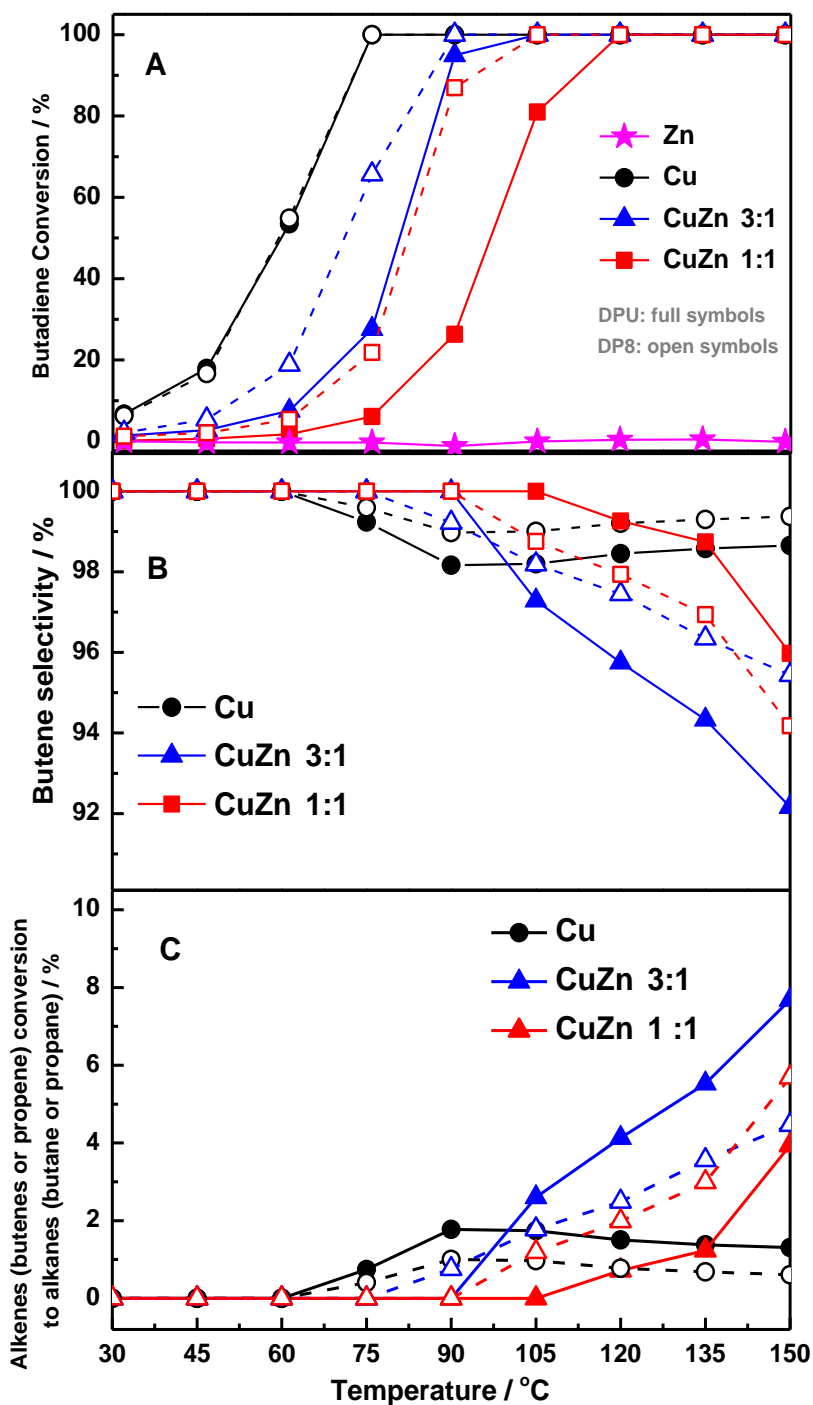 100
80
60
40
20
0
Butadiene Conversion / %
A
Zn
Cu
CuZn 3:1
CuZn 1:1
DPU: full symbols
DP8: open symbols
100
98
96
94
92
Butene selectivity / %
B
Cu
CuZn 3:1
CuZn 1:1
10
8
6
4
2
0
Alkenes (butenes or propene) conversion
to alkanes (butane or propane) / %
C
Cu
CuZn 3:1
CuZn 1 :1
30 45 60 75 90 105 120 135 150
Temperature / °C